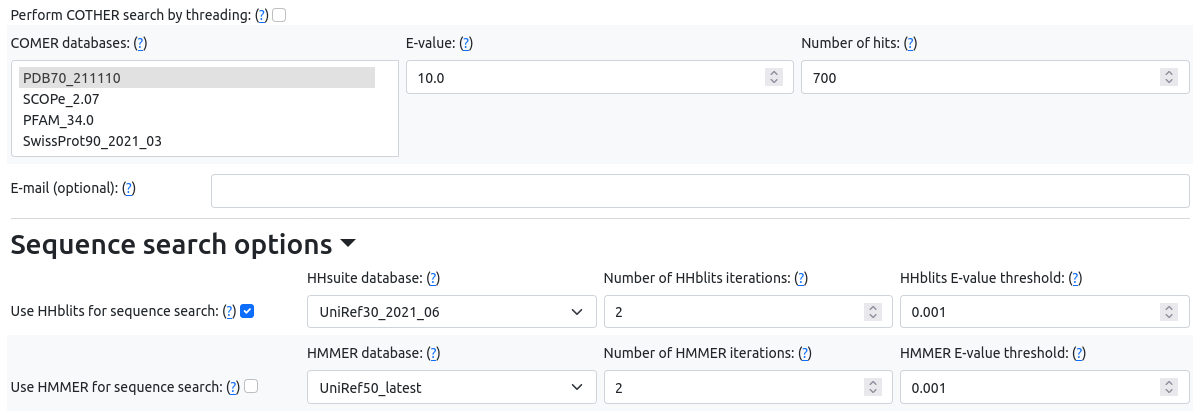 Perform COTHER search by threading: (?)
COMER databases: (?) E-value: (?) Number of hits: (?)
PDB70_211110 10.0 700
SCOPe_2.07
PFAM_34.0
SwissProt90_2021_03
E-mail (optional): (?)
Sequence search options
HHsuite database: (?) Number of HHblits iterations: (?) HHblits E-value threshold: (?)
Use HHblits for sequence search: (?) UniRef30_2021_06 2 0.001
HMMER database: (?) Number of HMMER iterations: (?) HMMER E-value threshold: (?)
Use HMMER for sequence search: (?) UniRef50_latest 2 0.001